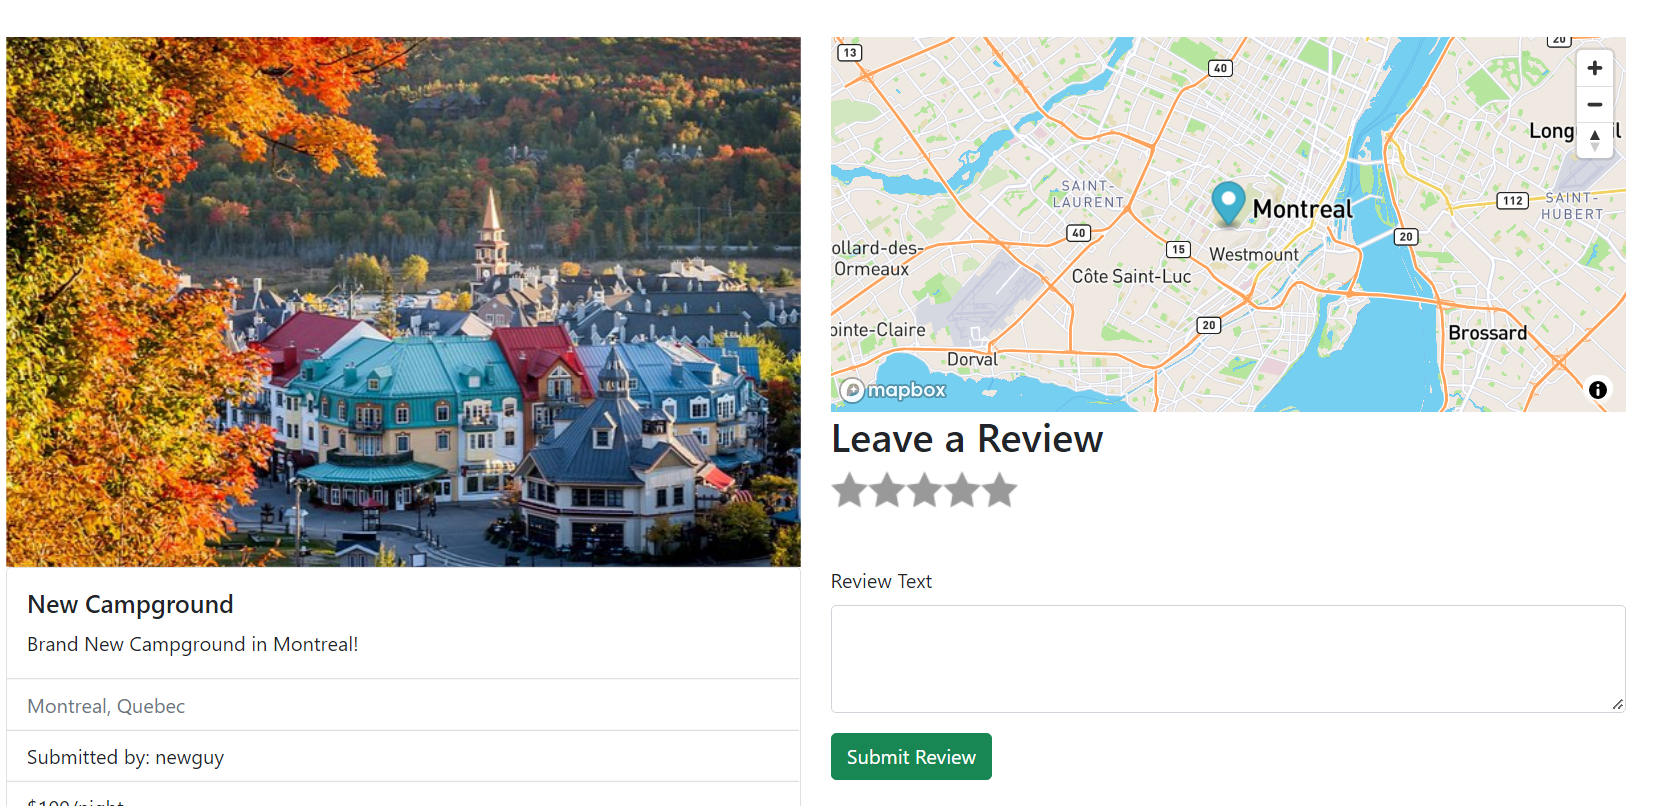 New Campground
Brand New Campground in Montreal!
Montreal, Quebec
Submitted by: newguy
$100/night
13
40
20
SAINT-
LAURENT
Montreal
112
SAINT-
HUBERT
40
15
20
ollard-des-
Ormeaux
Westmount
Côte Saint-Luc
ointe-Claire
20
Brossard
Dorval
mapbox
Leave a Review
Review Text
Submit Review